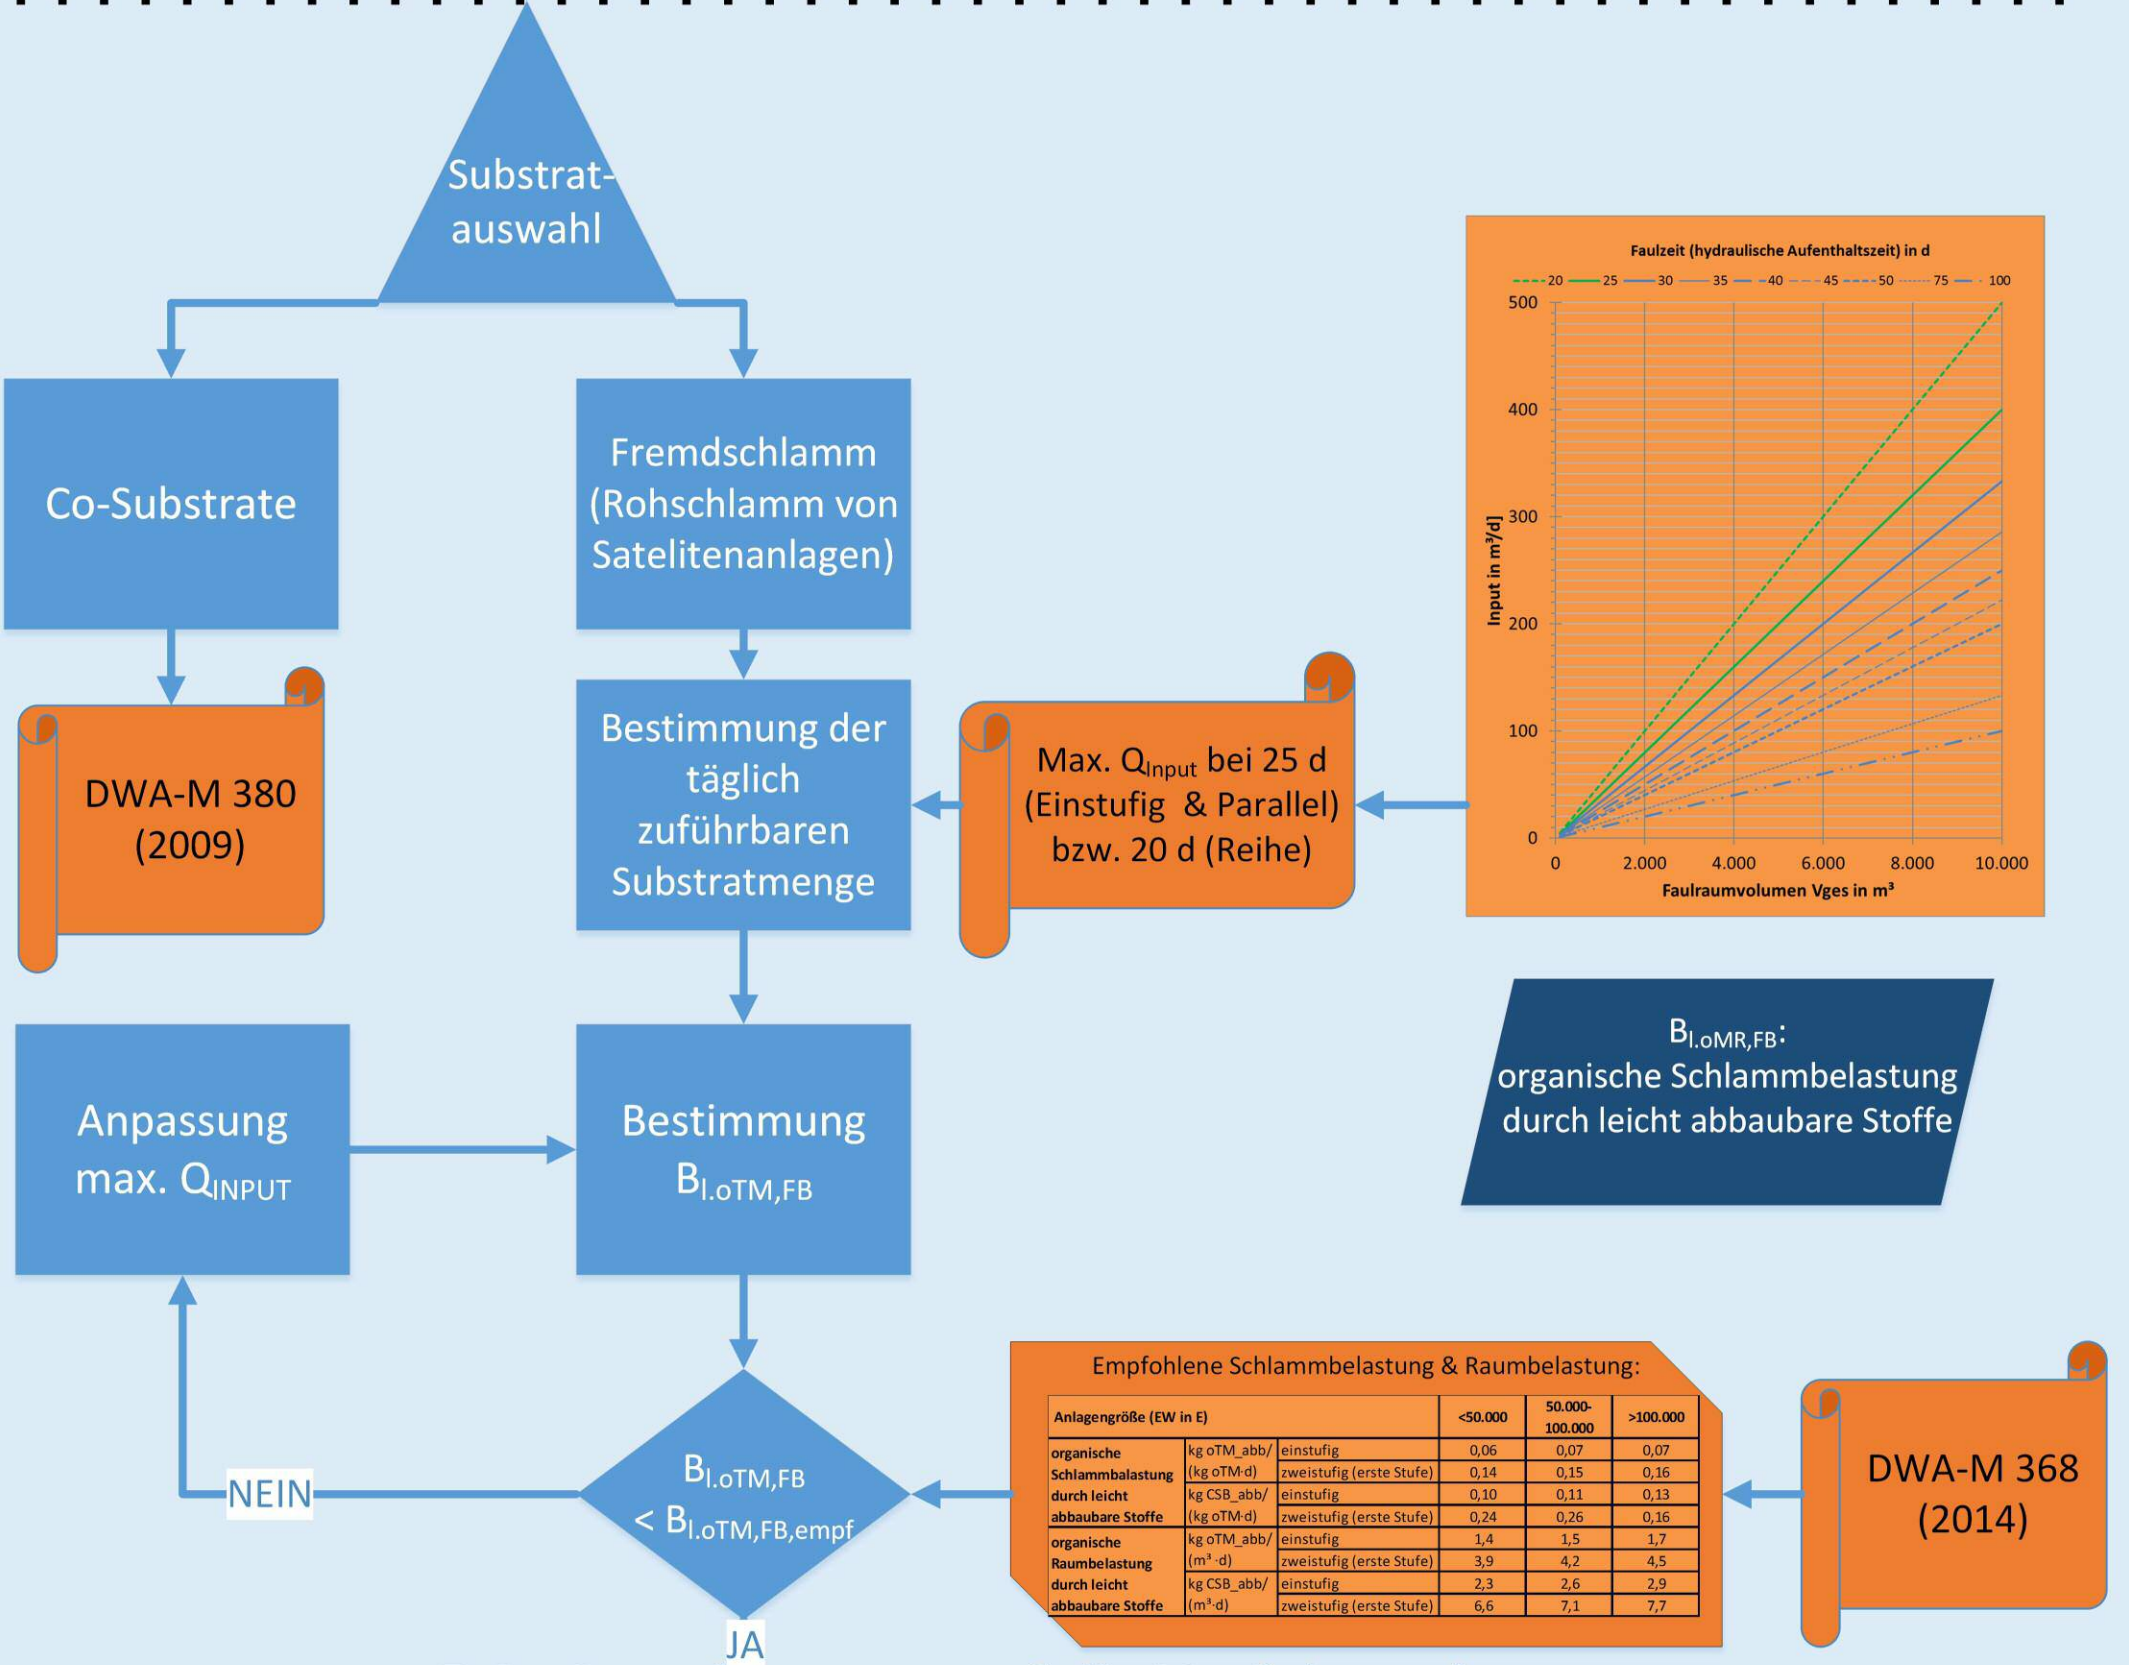 Substrat-
auswahl
Co-Substrate
Fremdschlamm
(Rohschlamm von
Satelitenanlagen)
DWA-M 380
(2009)
Bestimmung der
täglich
zuführbaren
Substratmenge
Max. QInput bei 25 d
(Einstufig & Parallel)
bzw. 20 d (Reihe)
Faulzeit (hydraulische Aufenthaltszeit) in d
20 25 30 35 40 45 50 75 100
500
400
300
200
100
0
Input in m³/d]
0 2.000 4.000 6.000 8.000 10.000
Faulraumvolumen Vges in m³
Bl.oMR,FB:
organische Schlammbelastung
durch leicht abbaubare Stoffe
Anpassung
max. QINPUT
Bestimmung
Bl.oTM,FB
NEIN
Bl.oTM,FB
< Bl.oTM,FB,empf
JA
Empfohlene Schlammbelastung & Raumbelastung:
Anlagengröße (EW in E) <50.000 50.000-100.000 >100.000
organische kg oTM_abb/ einstufig 0,06 0,07 0,07
Schlammbalastung (kg oTM·d) zweistufig (erste Stufe) 0,14 0,15 0,16
durch leicht kg CSB_abb/ einstufig 0,10 0,11 0,13
abbaubare Stoffe (kg oTM·d) zweistufig (erste Stufe) 0,24 0,26 0,16
organische kg oTM_abb/ einstufig 1,4 1,5 1,7
Raumbelastung (m³ ·d) zweistufig (erste Stufe) 3,9 4,2 4,5
durch leicht kg CSB_abb/ einstufig 2,3 2,6 2,9
abbaubare Stoffe (m³·d) zweistufig (erste Stufe) 6,6 7,1 7,7
DWA-M 368
(2014)